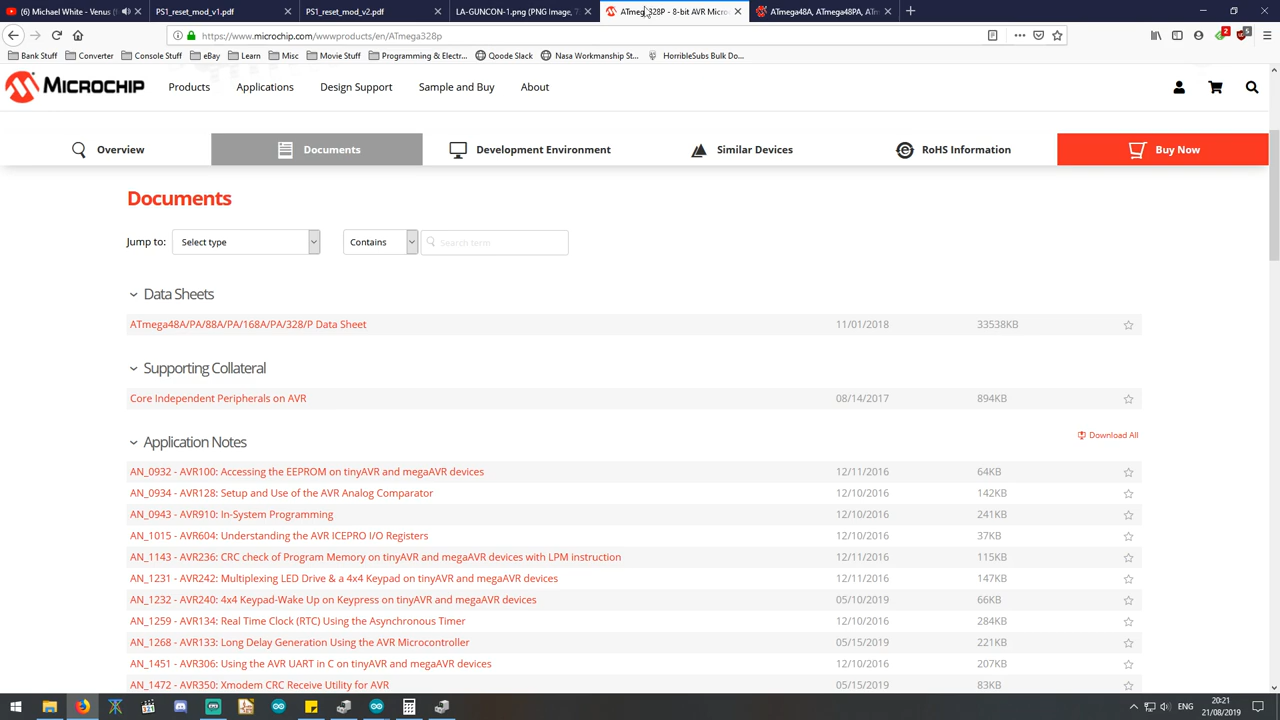 (6) Michael White - Venus (
PS1_reset_mod_v1.pdf
PS1_reset_mod_v2.pdf
LA-GUNCON-1.png (PNG image, 7
ATmega328P - 8-bit AVR Micro
ATmega48A, ATmega48PA, ATm
https://www.microchip.com/wwwproducts/en/ATmega328p
Bank Stuff
Converter
Console Stuff
eBay
Learn
Misc
Movie Stuff
Programming & Electr...
Qoode Slack
Nasa Workmanship St...
HorribleSubs Bulk Do...
MICROCHIP
Products
Applications
Design Support
Sample and Buy
About
Overview
Documents
Development Environment
Similar Devices
RoHS Information
Buy Now
Documents
Jump to:
Select type
Contains
Search term
Data Sheets
ATmega48A/PA/88A/PA/168A/PA/328/P Data Sheet 11/01/2018 33538KB
Supporting Collateral
Core Independent Peripherals on AVR 08/14/2017 894KB
Application Notes
Download All
AN_0932 - AVR100: Accessing the EEPROM on tinyAVR and megaAVR devices 12/11/2016 64KB
AN_0934 - AVR128: Setup and Use of the AVR Analog Comparator 12/10/2016 142KB
AN_0943 - AVR910: In-System Programming 12/10/2016 241KB
AN_1015 - AVR604: Understanding the AVR ICEPRO I/O Registers 12/10/2016 37KB
AN_1143 - AVR236: CRC check of Program Memory on tinyAVR and megaAVR devices with LPM instruction 12/11/2016 115KB
AN_1231 - AVR242: Multiplexing LED Drive & a 4x4 Keypad on tinyAVR and megaAVR devices 12/11/2016 147KB
AN_1232 - AVR240: 4x4 Keypad-Wake Up on Keypress on tinyAVR and megaAVR devices 05/10/2019 66KB
AN_1259 - AVR134: Real Time Clock (RTC) Using the Asynchronous Timer 12/10/2016 284KB
AN_1268 - AVR133: Long Delay Generation Using the AVR Microcontroller 05/15/2019 221KB
AN_1451 - AVR306: Using the AVR UART in C on tinyAVR and megaAVR devices 12/10/2016 207KB
AN_1472 - AVR350: Xmodem CRC Receive Utility for AVR 05/15/2019 83KB
ENG
20:21
21/08/2019